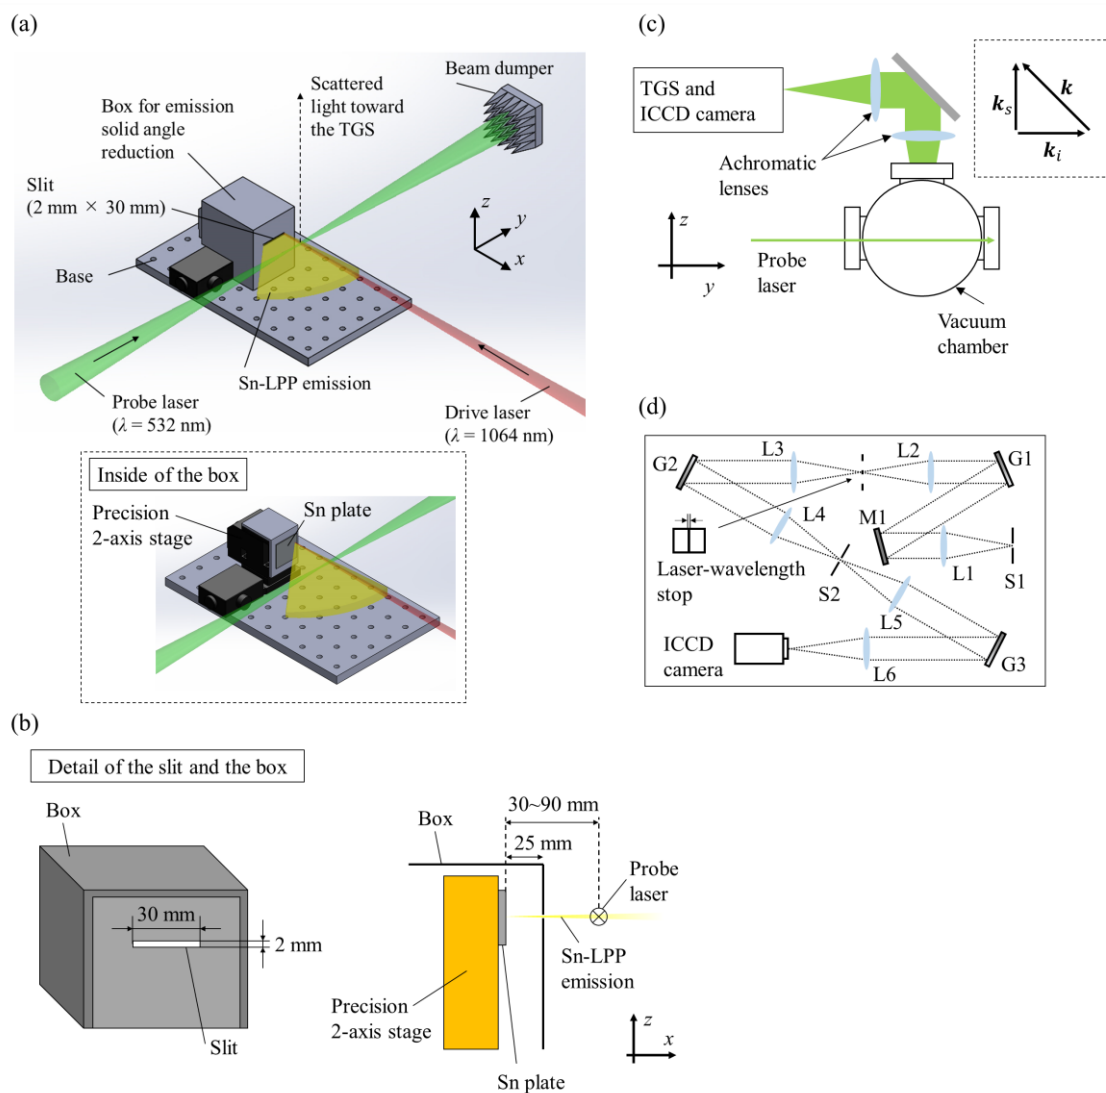 (a)
Box for emission
solid angle
reduction
Scattered
light toward
the TGS
Beam dumper
Slit
(2 mm × 30 mm)
z
y
x
Base
Sn-LPP emission
Probe laser
(λ = 532 nm)
Drive laser
(λ = 1064 nm)
Inside of the box
Precision
2-axis stage
Sn plate
(b)
Detail of the slit and the box
Box
30 mm
2 mm
Slit
30~90 mm
Box
25 mm
Probe
laser
Sn-LPP
emission
Precision
2-axis stage
Sn plate
z
x
(c)
TGS and
ICCD camera
Achromatic
lenses
k_s
k
k_i
z
y
Probe
laser
Vacuum
chamber
(d)
G2
L3
L2
G1
L4
M1
Laser-wavelength
stop
S2
L1
S1
L5
ICCD
camera
L6
G3